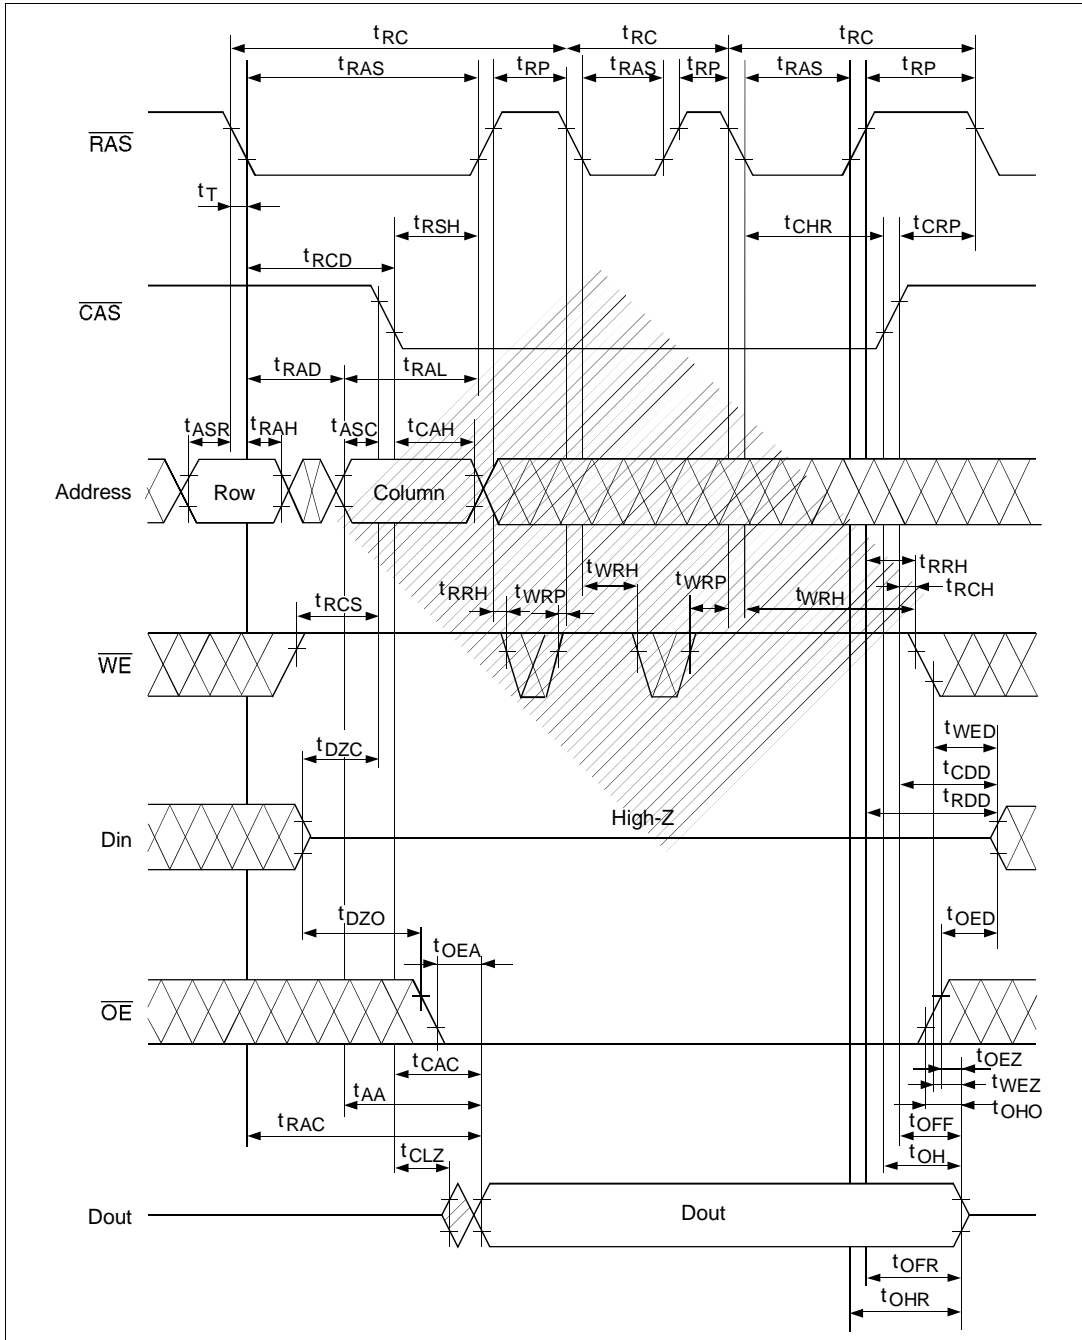 tRC tRC tRC
tRAS tRP tRAS tRP tRAS tRP
RAS
tT
tRSH tCHR tCRP
tRCD
CAS
tRAD tRAL
tASR tRAH tASC tCAH
Address Row Column
tRRH
tWRH tWRP
tRRH tWRP tRCH
tRCS tWRH
WE
tWED
tDZC
tCDD
tRDD
High-Z
Din
tDZO tOED
tOEA
OE
tOEZ
tCAC
tWEZ
tAA
tOHO
tRAC tOFF
tCLZ tOH
Dout Dout
tOFR
tOHR